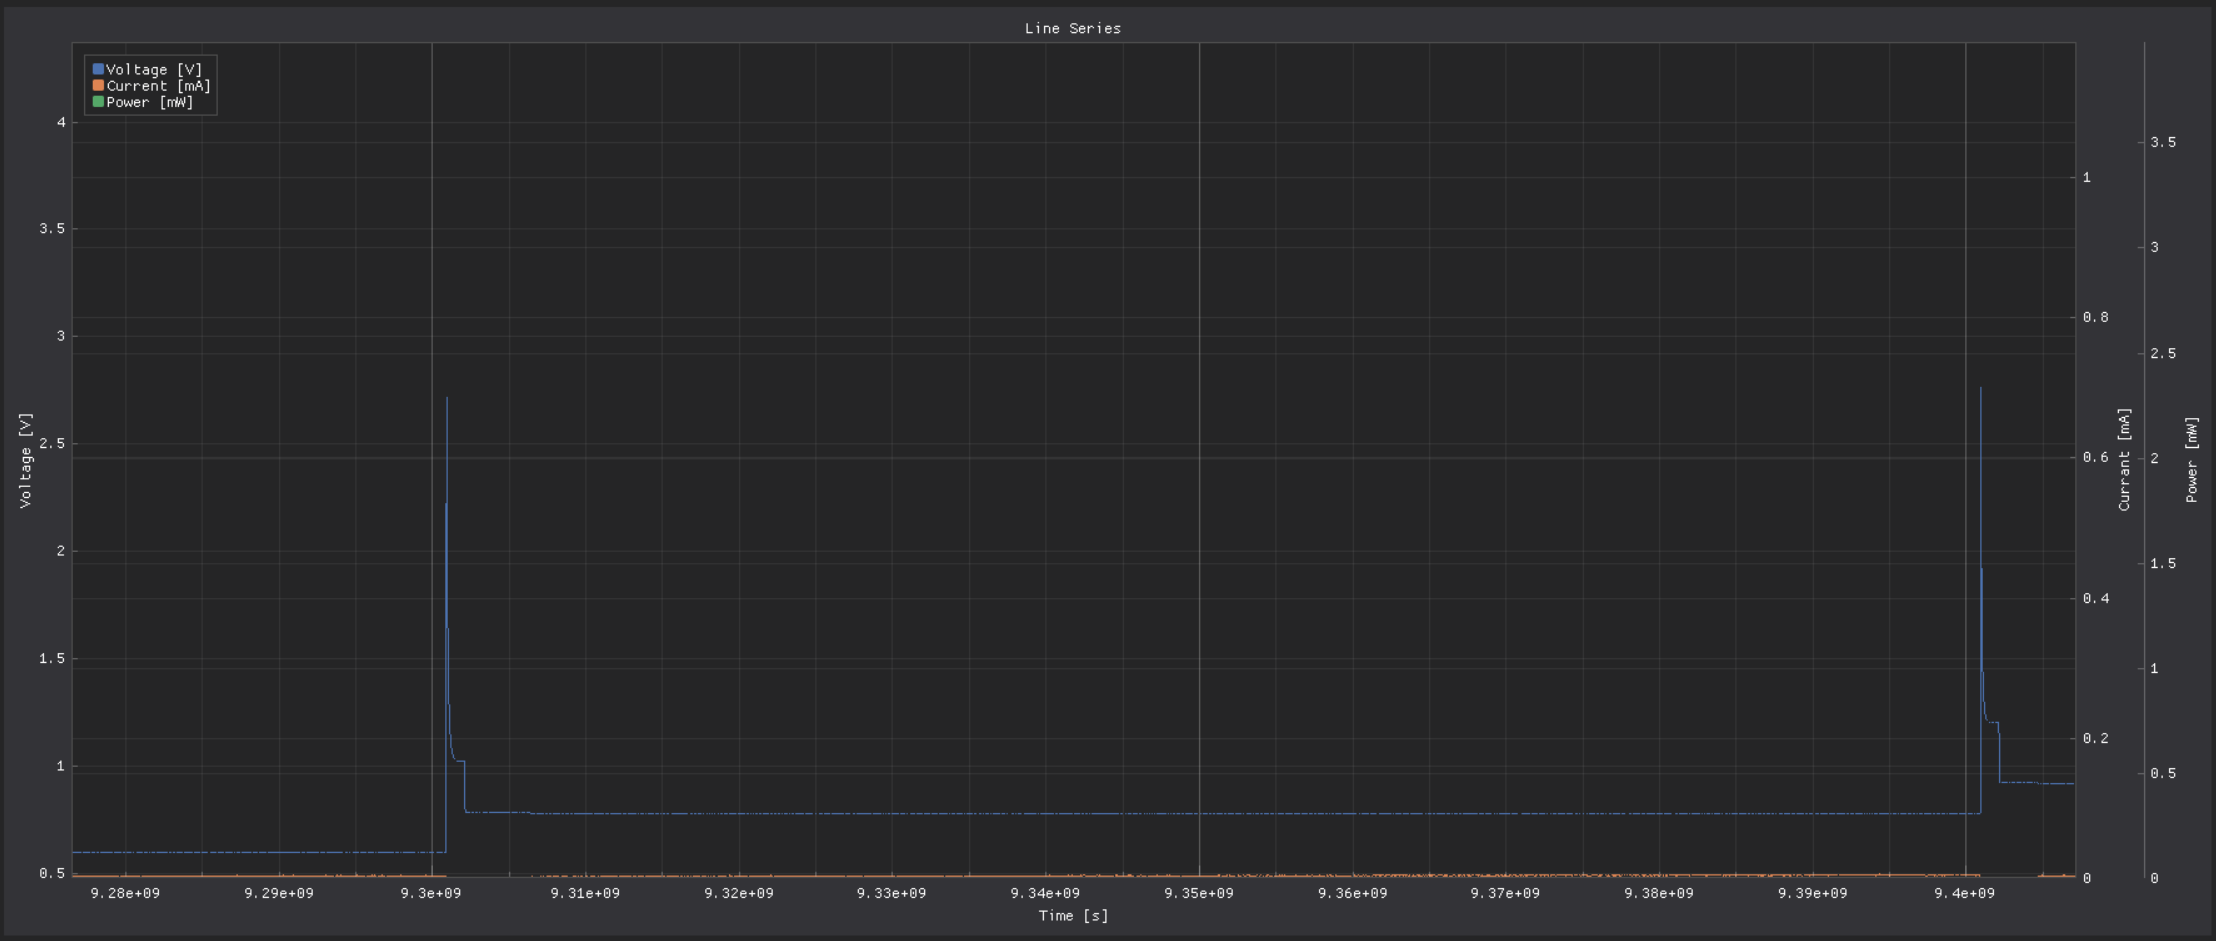 Line Series
Voltage [V]
Current [mA]
Power [mW]
4
3.5
3
2.5
2
1.5
1
0.5
Voltage [V]
9.28e+09
9.29e+09
9.30e+09
9.31e+09
9.32e+09
9.33e+09
9.34e+09
9.35e+09
9.36e+09
9.37e+09
9.38e+09
9.39e+09
9.4e+09
Time [s]
1
0.8
0.6
0.4
0.2
0
Currant [mA]
3.5
3
2.5
2
1.5
1
0.5
0
Power [mW]